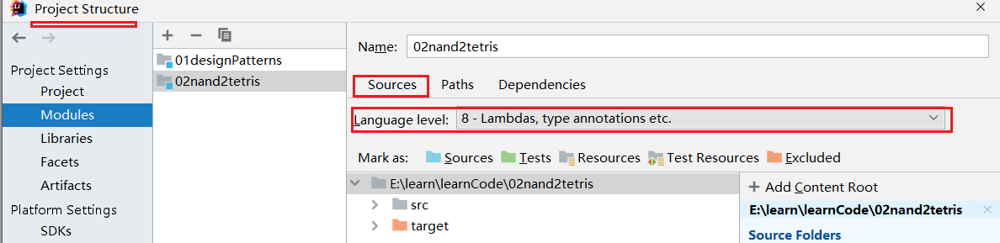 Project Structure
Project Settings
Project
Modules
Libraries
Facets
Artifacts
Platform Settings
SDKs
01designPatterns
02nand2tetris
Name: 02nand2tetris
Sources Paths Dependencies
Language level: 8 - Lambdas, type annotations etc.
Mark as: Sources Tests Resources Test Resources Excluded
E:\learn\learnCode\02nand2tetris
src
target
+ Add Content Root
E:\learn\learnCode\02nand2tetris
Source Folders